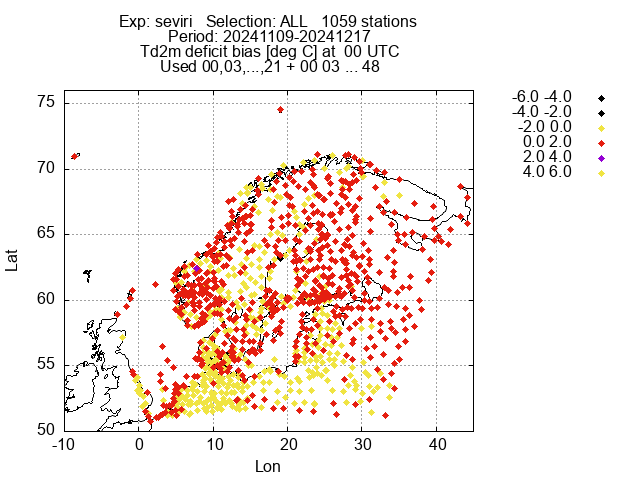 Exp: seviri   Selection: ALL   1059 stations
Period: 20241109-20241217
Td2m deficit bias [deg C] at  00 UTC
Used 00,03,...,21 + 00 03 ... 48
-6.0 -4.0
-4.0 -2.0
-2.0 0.0
0.0 2.0
2.0 4.0
4.0 6.0
75
70
65
60
55
50
Lat
-10 0 10 20 30 40
Lon